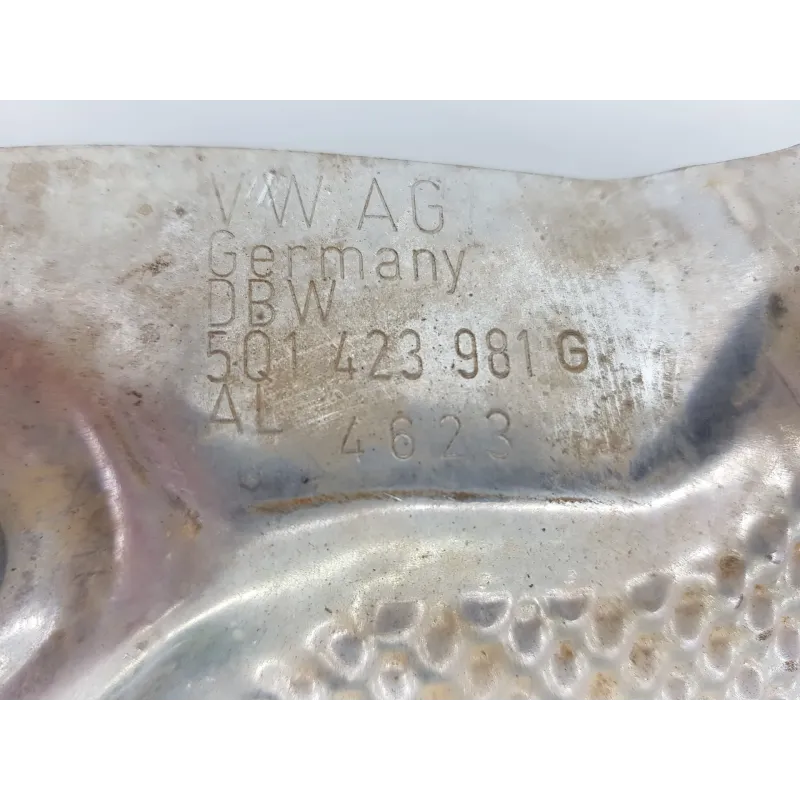 VW AG
Germany
DBW
5Q1 423 981 G
AL
4623